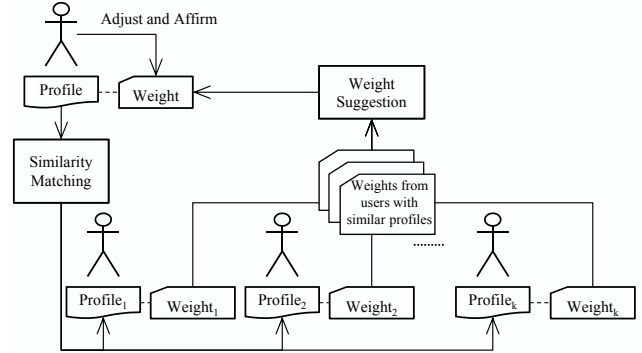 Adjust and Affirm
Profile
Weight
Weight
Suggestion
Similarity
Matching
Weights from
users with
similar profiles
.........
Profile₁
Weight₁
Profile₂
Weight₂
Profileₖ
Weightₖ